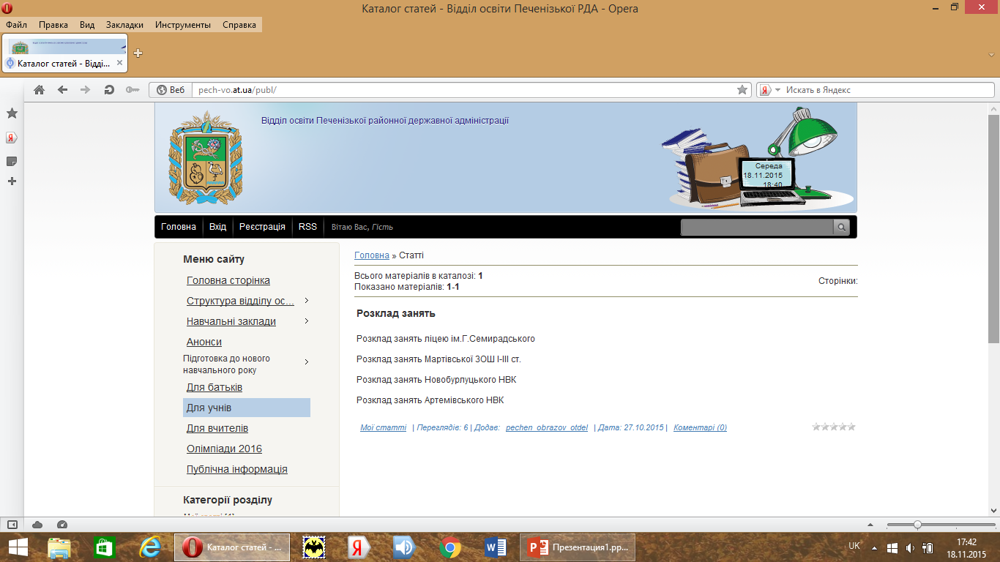 Каталог статей - Відділ освіти Печенізької РДА - Opera
Файл Правка Вид Закладки Инструменты Справка
Каталог статей - Відді...
Веб pech-vo.at.ua/publ/ Искать в Яндекс
Відділ освіти Печенізької районної державної адміністрації
Середа
18.11.2015
18:40
Головна Вхід Реєстрація RSS Вітаю Вас, Гість
Меню сайту
Головна сторінка
Структура відділу ос...
Навчальні заклади
Анонси
Підготовка до нового
навчального року
Для батьків
Для учнів
Для вчителів
Олімпіади 2016
Публічна інформація
Категорії розділу
Головна » Статті
Всього матеріалів в каталозі: 1
Показано матеріалів: 1-1
Сторінки:
Розклад занять
Розклад занять ліцею ім.Г.Семирадського
Розклад занять Мартівської ЗОШ І-ІІІ ст.
Розклад занять Новобурлуцького НВК
Розклад занять Артемівського НВК
Мої статті | Переглядів: 6 | Додав: pechen_obrazov_otdel | Дата: 27.10.2015 | Коментарі (0)
Каталог статей - ...
Презентация1.pp...
UK
17:42
18.11.2015